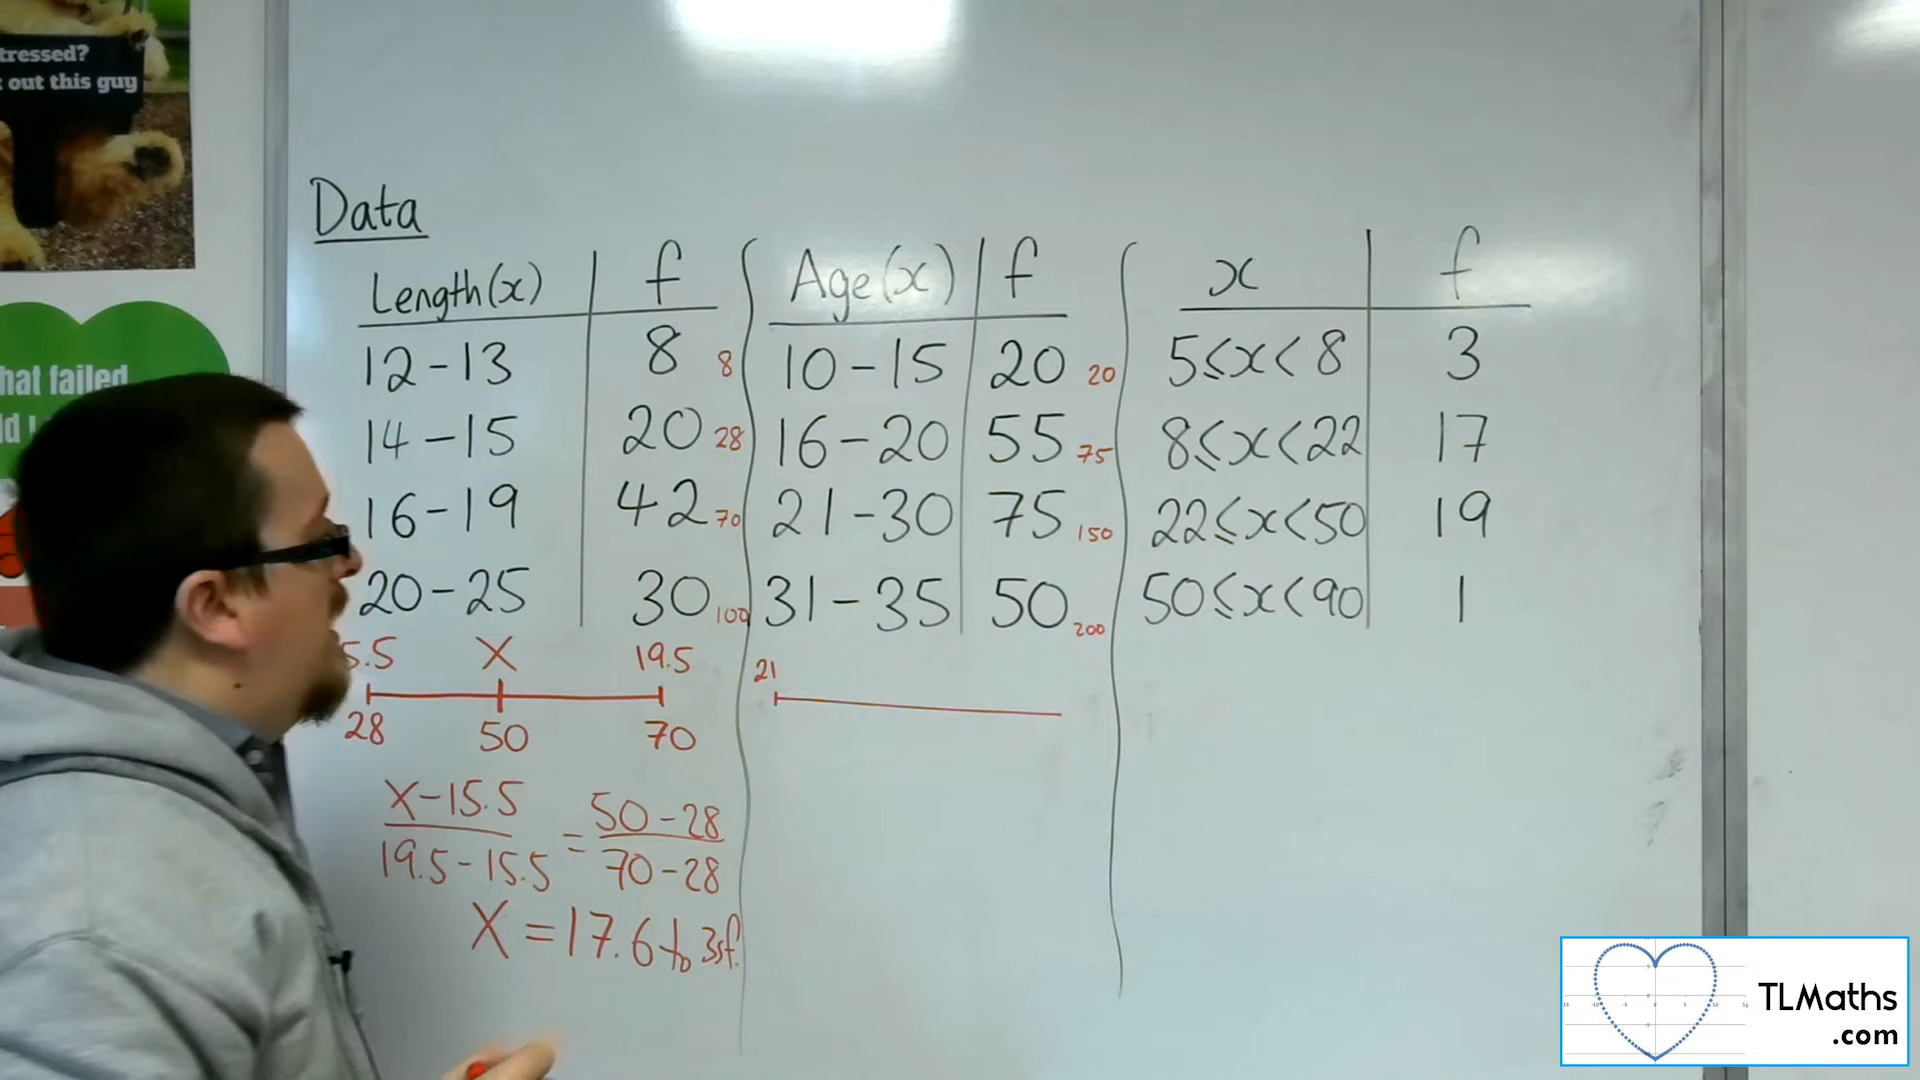 tressed?
out this guy
hat failed
Data
Length(x) f
12-13 8 8
14-15 20 28
16-19 42 70
20-25 30 100
5.5 X 19.5
28 50 70
X-15.5 / 19.5-15.5 = 50-28 / 70-28
X = 17.6 to 3sf.
Age(x) f
10-15 20 20
16-20 55 75
21-30 75 150
31-35 50 200
21
x f
5≤x<8 3
8≤x<22 17
22≤x<50 19
50≤x<90 1
TLMaths
.com